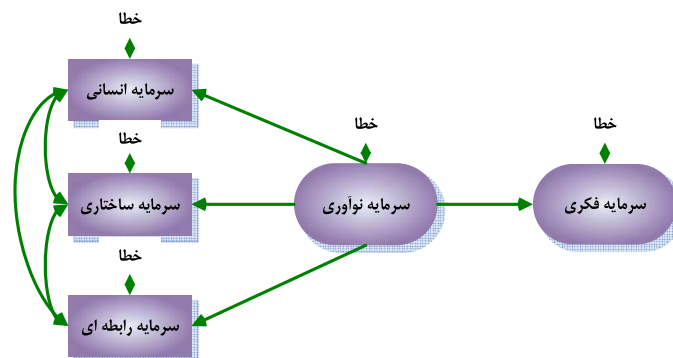 خطا
سرمایه انسانی
خطا
سرمایه ساختاری
خطا
سرمایه رابطه ای
خطا
سرمایه نوآوری
خطا
سرمایه فکری